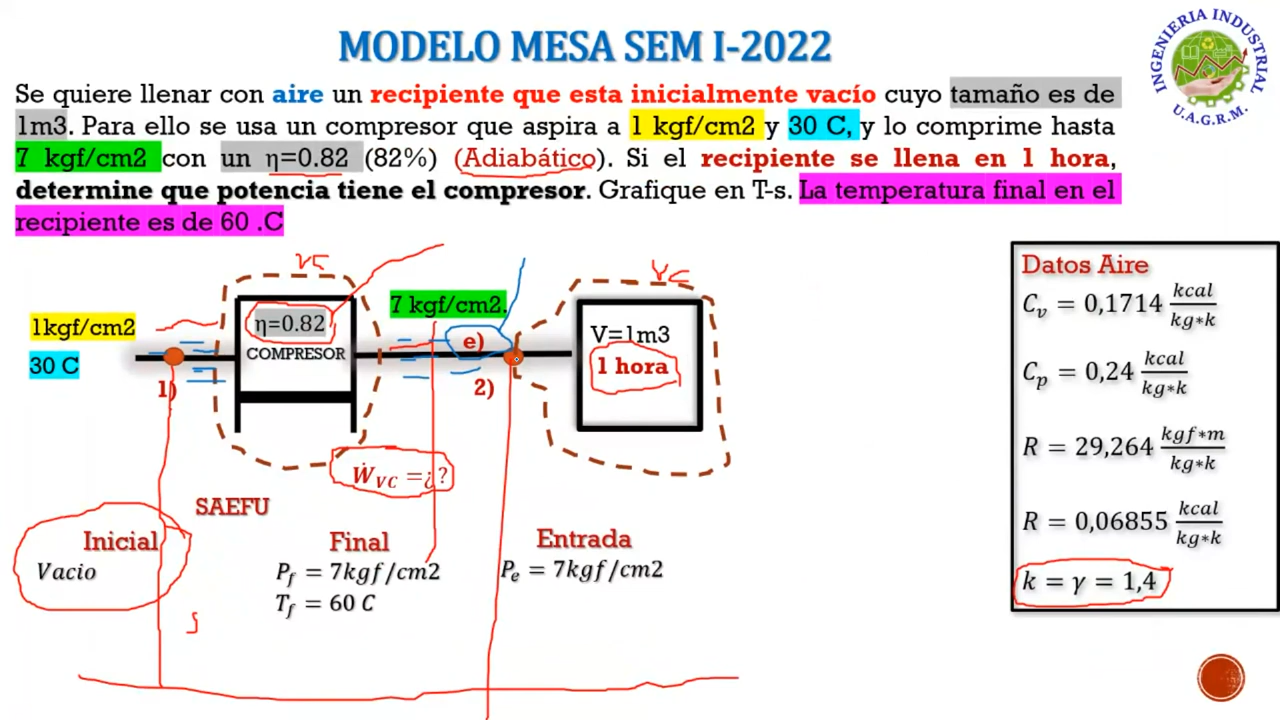 MODELO MESA SEM I-2022
INGENIERIA INDUSTRIAL
U.A.G.R.M.
Se quiere llenar con aire un recipiente que esta inicialmente vacío cuyo tamaño es de
1m3. Para ello se usa un compresor que aspira a 1 kgf/cm2 y 30 C, y lo comprime hasta
7 kgf/cm2 con un η=0.82 (82%) (Adiabático). Si el recipiente se llena en 1 hora,
determine que potencia tiene el compresor. Grafique en T-s. La temperatura final en el
recipiente es de 60 .C
VC
VC
1kgf/cm2
30 C
1)
η=0.82
COMPRESOR
7 kgf/cm2.
e)
2)
V=1m3
1 hora
Ẇ_VC =¿?
SAEFU
Inicial
Vacio
Final
P_f = 7kgf/cm2
T_f = 60 C
Entrada
P_e = 7kgf/cm2
Datos Aire
C_v = 0,1714 kcal/kg*k
C_p = 0,24 kcal/kg*k
R = 29,264 kgf*m/kg*k
R = 0,06855 kcal/kg*k
k = γ = 1,4